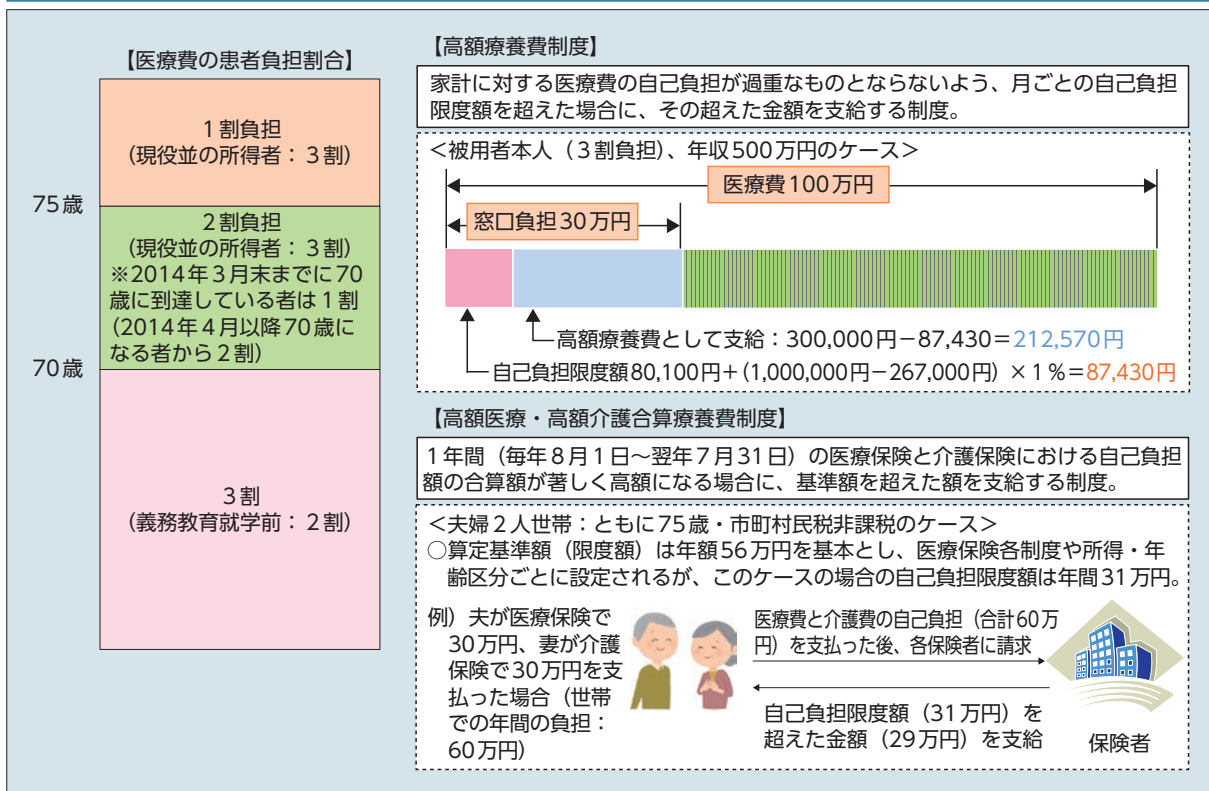 【医療費の患者負担割合】
1割負担
（現役並の所得者：3割）
75歳
2割負担
（現役並の所得者：3割）
※2014年3月末までに70
歳に到達している者は1割
（2014年4月以降70歳に
なる者から2割）
70歳
3割
（義務教育就学前：2割）
【高額療養費制度】
家計に対する医療費の自己負担が過重なものとならないよう、月ごとの自己負担
限度額を超えた場合に、その超えた金額を支給する制度。
＜被用者本人（3割負担）、年収500万円のケース＞
医療費100万円
窓口負担30万円
高額療養費として支給：300,000円－87,430＝212,570円
自己負担限度額80,100円＋（1,000,000円－267,000円）×1％＝87,430円
【高額医療・高額介護合算療養費制度】
1年間（毎年8月1日～翌年7月31日）の医療保険と介護保険における自己負担
額の合算額が著しく高額になる場合に、基準額を超えた額を支給する制度。
＜夫婦2人世帯：ともに75歳・市町村民税非課税のケース＞
○算定基準額（限度額）は年額56万円を基本とし、医療保険各制度や所得・年
齢区分ごとに設定されるが、このケースの場合の自己負担限度額は年間31万円。
例）夫が医療保険で
30万円、妻が介護
保険で30万円を支
払った場合（世帯
での年間の負担：
60万円）
医療費と介護費の自己負担（合計60万
円）を支払った後、各保険者に請求
自己負担限度額（31万円）を
超えた金額（29万円）を支給
保険者